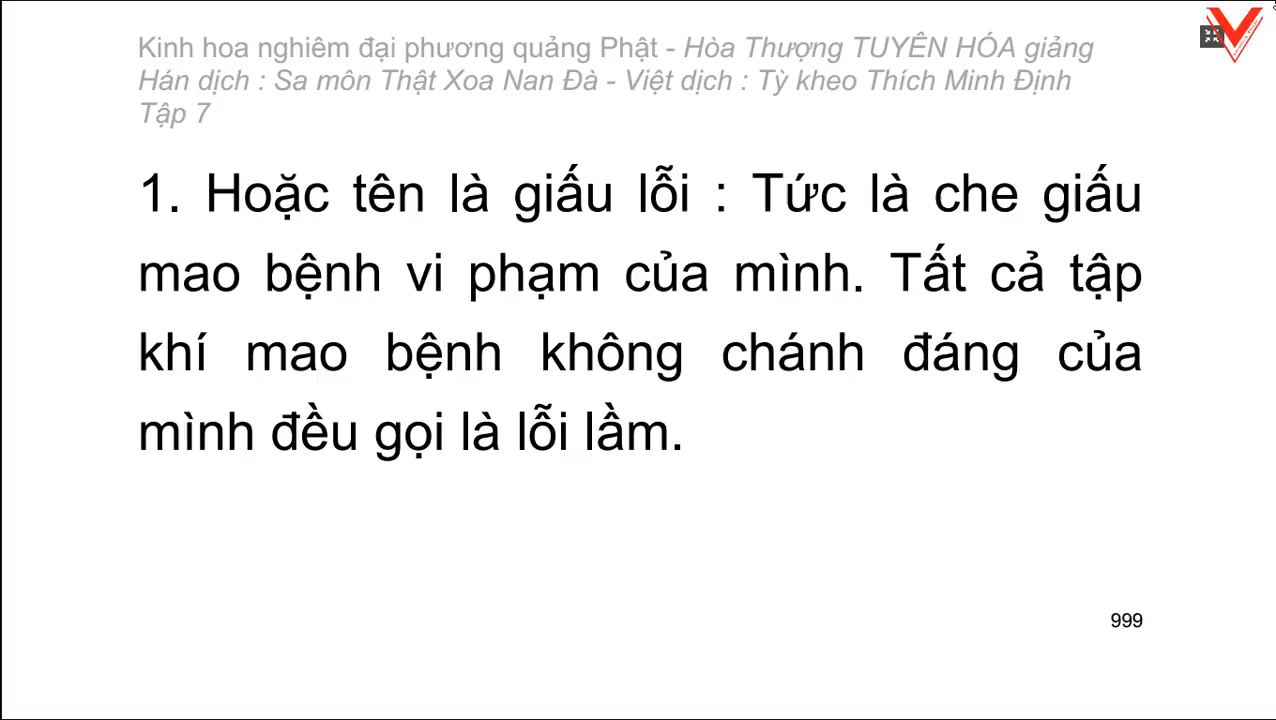 Kinh hoa nghiêm đại phương quảng Phật - Hòa Thượng TUYÊN HÓA giảng
Hán dịch : Sa môn Thật Xoa Nan Đà - Việt dịch : Tỳ kheo Thích Minh Định
Tập 7
1. Hoặc tên là giấu lỗi : Tức là che giấu
mao bệnh vi phạm của mình. Tất cả tập
khí mao bệnh không chánh đáng của
mình đều gọi là lỗi lầm.
999